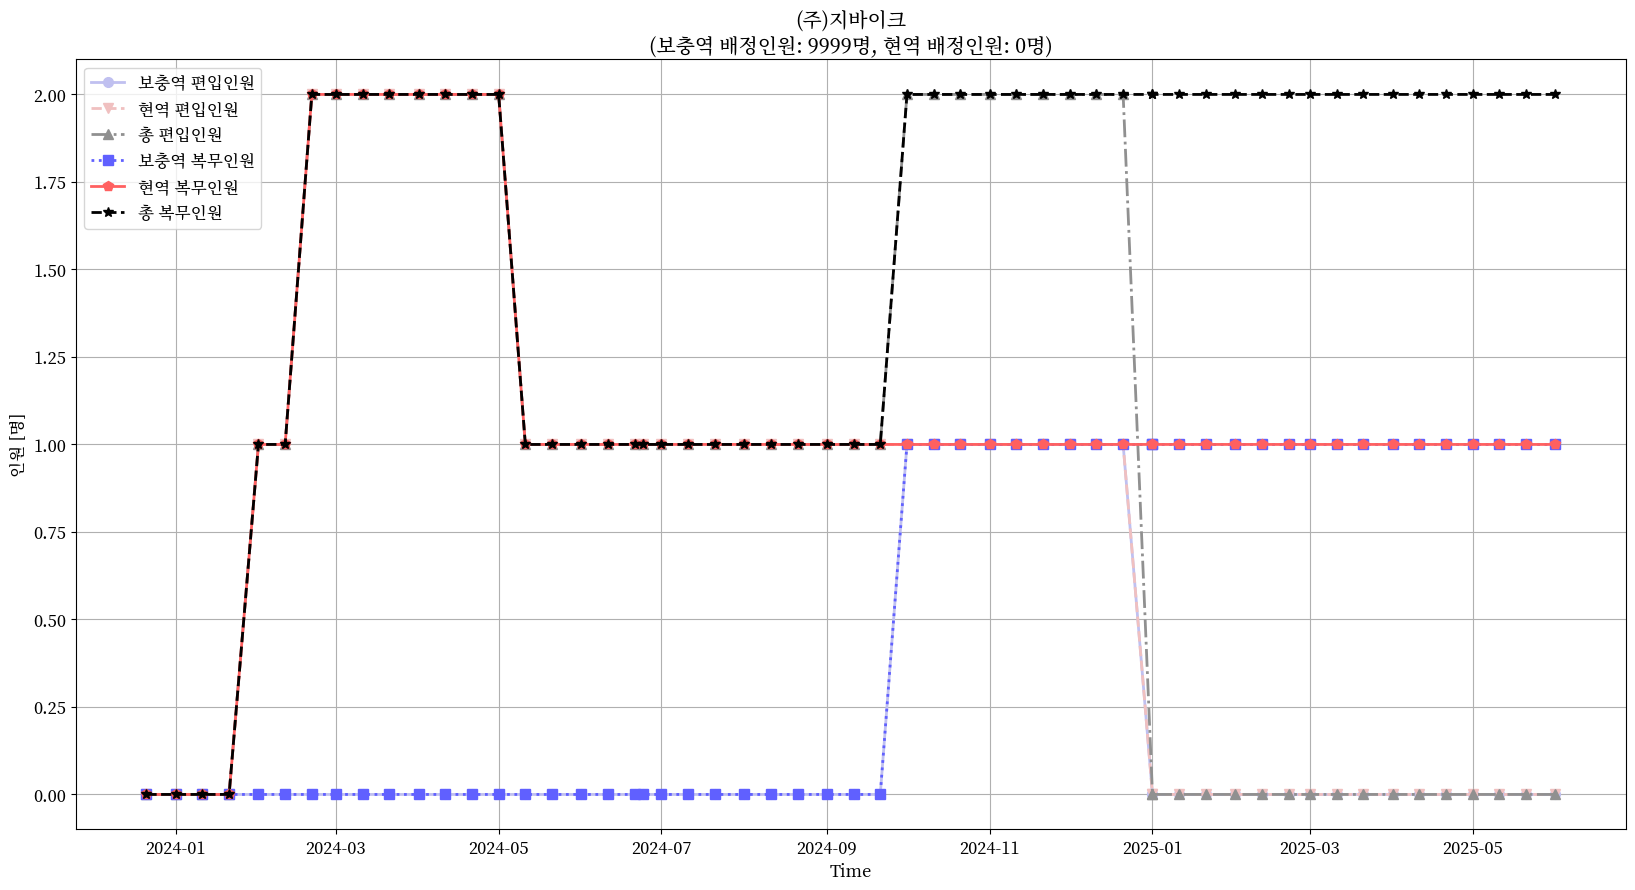 (주)지바이크
(보충역 배정인원: 9999명, 현역 배정인원: 0명)
보충역 편입인원
현역 편입인원
총 편입인원
보충역 복무인원
현역 복무인원
총 복무인원
인원 [명]
2.00
1.75
1.50
1.25
1.00
0.75
0.50
0.25
0.00
2024-01
2024-03
2024-05
2024-07
2024-09
2024-11
2025-01
2025-03
2025-05
Time